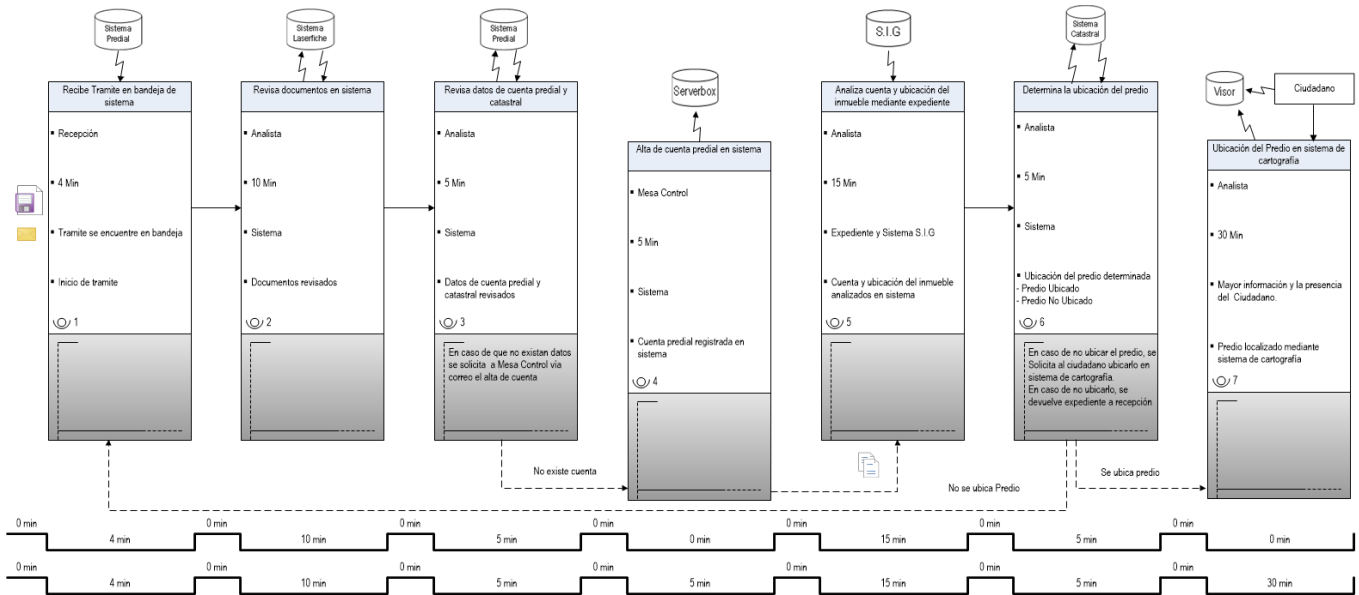 Sistema
Predial
Sistema
Laserfiche
Sistema
Predial
Serverbox
S.I.G
Sistema
Catastral
Visor
Ciudadano
Recibe Tramite en bandeja de
sistema
▪ Recepción
▪ 4 Min
▪ Tramite se encuentre en bandeja
▪ Inicio de tramite
1
Revisa documentos en sistema
▪ Analista
▪ 10 Min
▪ Sistema
▪ Documentos revisados
2
Revisa datos de cuenta predial y
catastral
▪ Analista
▪ 5 Min
▪ Sistema
▪ Datos de cuenta predial y
catastral revisados
3
En caso de que no existan datos
se solicita a Mesa Control vía
correo el alta de cuenta
Alta de cuenta predial en sistema
▪ Mesa Control
▪ 5 Min
▪ Sistema
▪ Cuenta predial registrada en
sistema
4
Analiza cuenta y ubicación del
inmueble mediante expediente
▪ Analista
▪ 15 Min
▪ Expediente y Sistema S.I.G
▪ Cuenta y ubicación del inmueble
analizados en sistema
5
Determina la ubicación del predio
▪ Analista
▪ 5 Min
▪ Sistema
▪ Ubicación del predio determinada
- Predio Ubicado
- Predio No Ubicado
6
En caso de no ubicar el predio, se
Solicita al ciudadano ubicarlo en
sistema de cartografía.
En caso de no ubicarlo, se
devuelve expediente a recepción
Ubicación del Predio en sistema de
cartografía
▪ Analista
▪ 30 Min
▪ Mayor información y la presencia
del Ciudadano.
▪ Predio localizado mediante
sistema de cartografía
7
No existe cuenta
No se ubica Predio
Se ubica predio
0 min 4 min 0 min 10 min 0 min 5 min 0 min 0 min 0 min 15 min 0 min 5 min 0 min 0 min
0 min 4 min 0 min 10 min 0 min 5 min 0 min 5 min 0 min 15 min 0 min 5 min 0 min 30 min